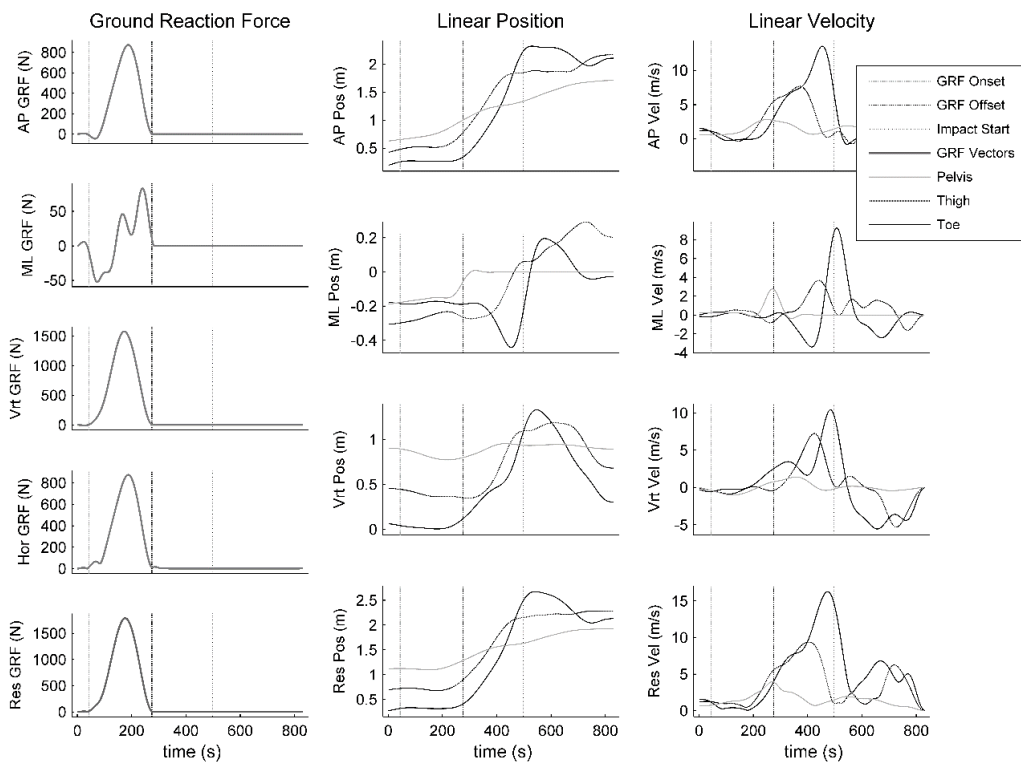 Ground Reaction Force
Linear Position
Linear Velocity
AP GRF (N)
800
600
400
200
0
AP Pos (m)
2
1.5
1
0.5
AP Vel (m/s)
10
5
0
GRF Onset
GRF Offset
Impact Start
GRF Vectors
Pelvis
Thigh
Toe
ML GRF (N)
50
0
-50
ML Pos (m)
0.2
0
-0.2
-0.4
ML Vel (m/s)
8
6
4
2
0
-2
-4
Vrt GRF (N)
1500
1000
500
0
Vrt Pos (m)
1
0.5
0
Vrt Vel (m/s)
10
5
0
-5
Hor GRF (N)
800
600
400
200
0
Res GRF (N)
1500
1000
500
0
0 200 400 600 800
time (s)
Res Pos (m)
2.5
2
1.5
1
0.5
0 200 400 600 800
time (s)
Res Vel (m/s)
15
10
5
0
0 200 400 600 800
time (s)